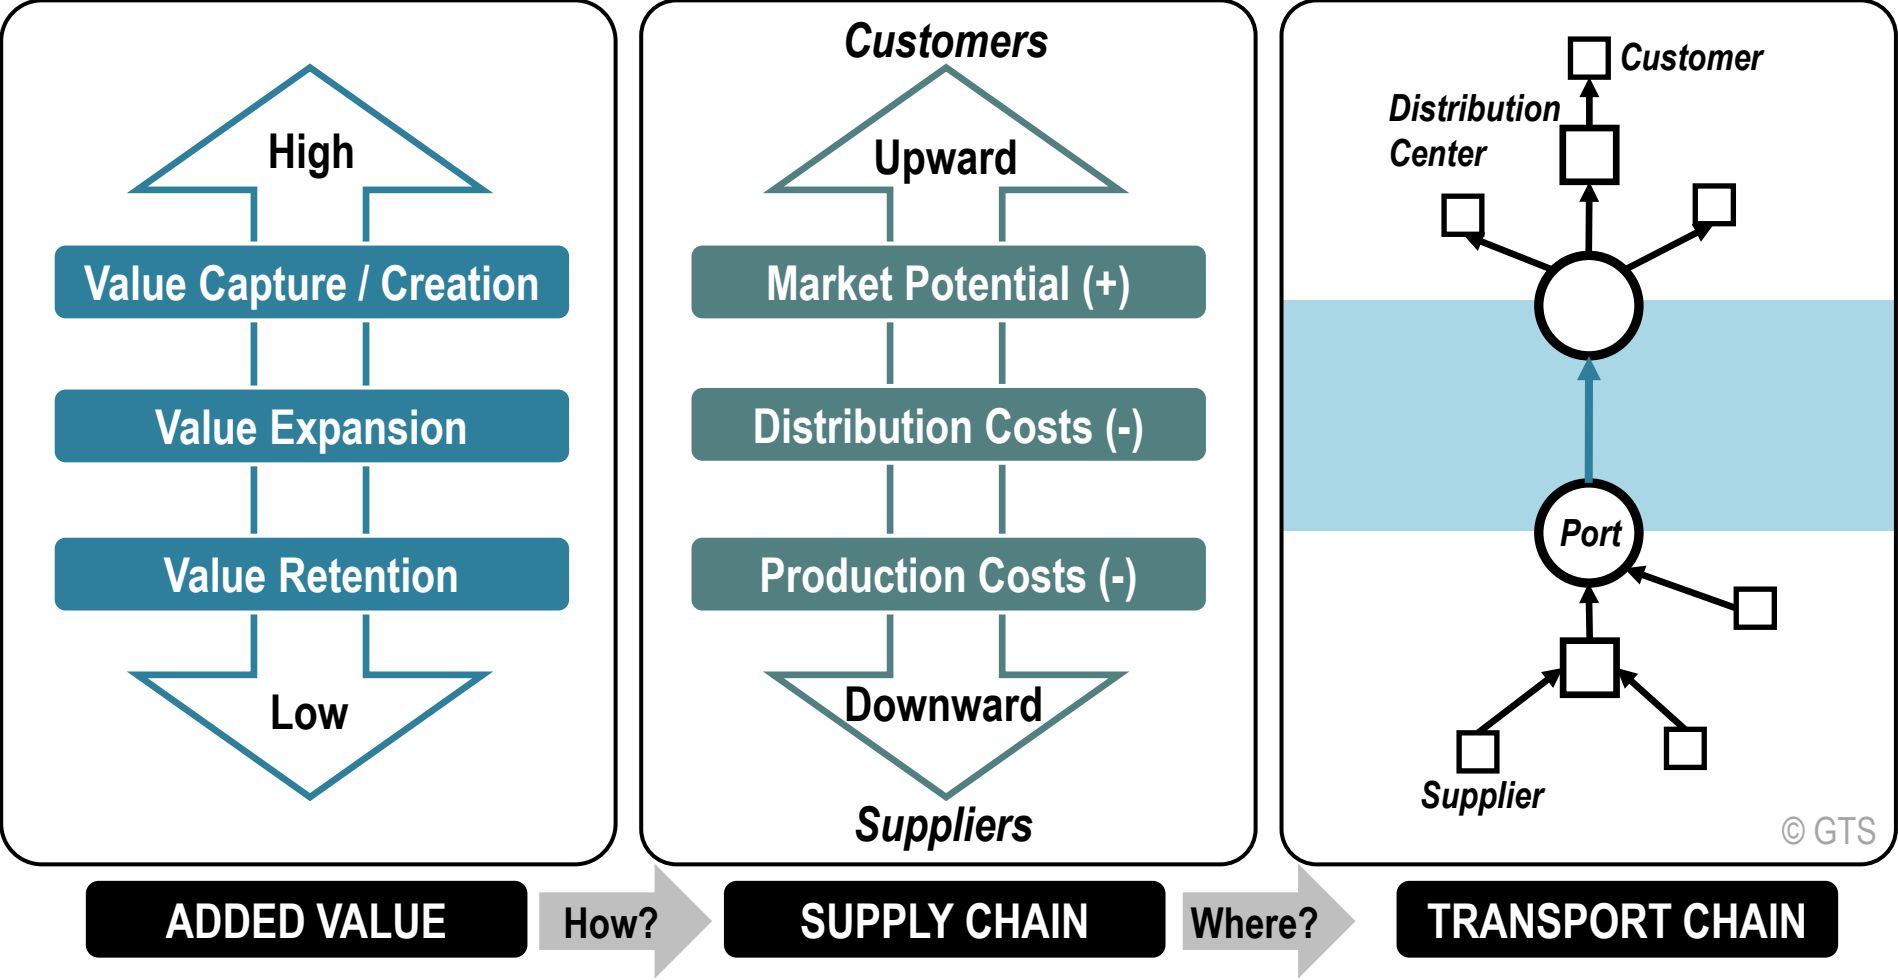 High
Value Capture / Creation
Value Expansion
Value Retention
Low
Customers
Upward
Market Potential (+)
Distribution Costs (-)
Production Costs (-)
Downward
Suppliers
Customer
Distribution
Center
Port
Supplier
© GTS
ADDED VALUE
How?
SUPPLY CHAIN
Where?
TRANSPORT CHAIN